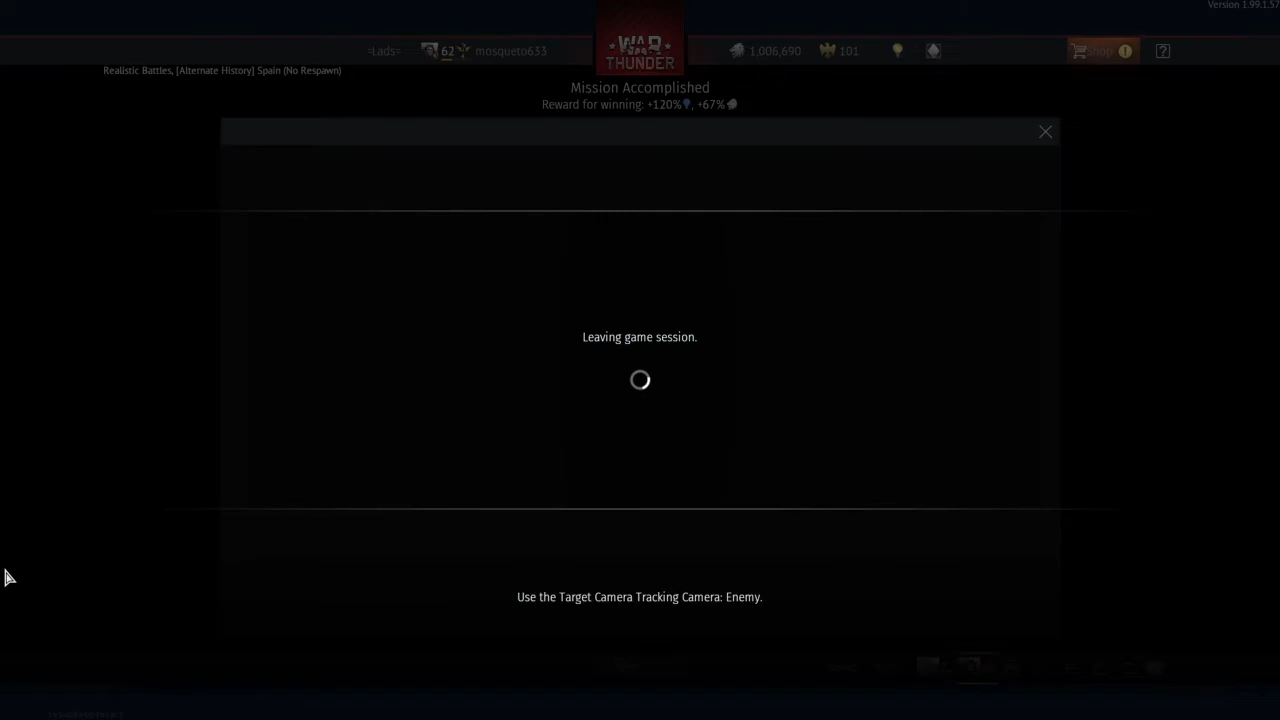 Version 1.99.1.57
=Lads= 62 mosqueto633
WAR THUNDER
1,006,690 101
Shop ! ?
Realistic Battles, [Alternate History] Spain (No Respawn)
Mission Accomplished
Reward for winning: +120%, +67%
Leaving game session.
Use the Target Camera Tracking Camera: Enemy.